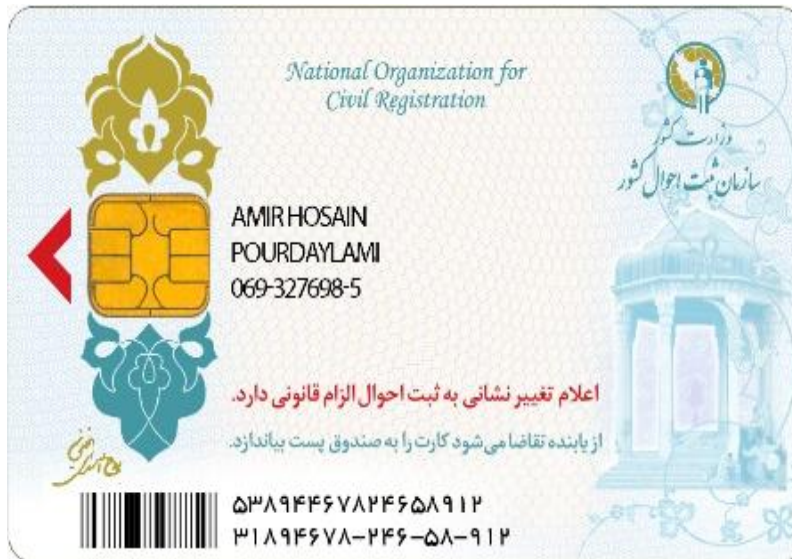 National Organization for
Civil Registration
وزارت کشور
سازمان ثبت احوال کشور
AMIR HOSAIN
POURDAYLAMI
069-327698-5
اعلام تغییر نشانی به ثبت احوال الزام قانونی دارد.
از یابنده تقاضا می‌شود کارت را به صندوق پست بیاندازد.
۵۳۸۹۴۴۶۷۸۲۴۶۵۸۹۱۲
۳۱۸۹۴۶۷۸-۲۴۶-۵۸-۹۱۲